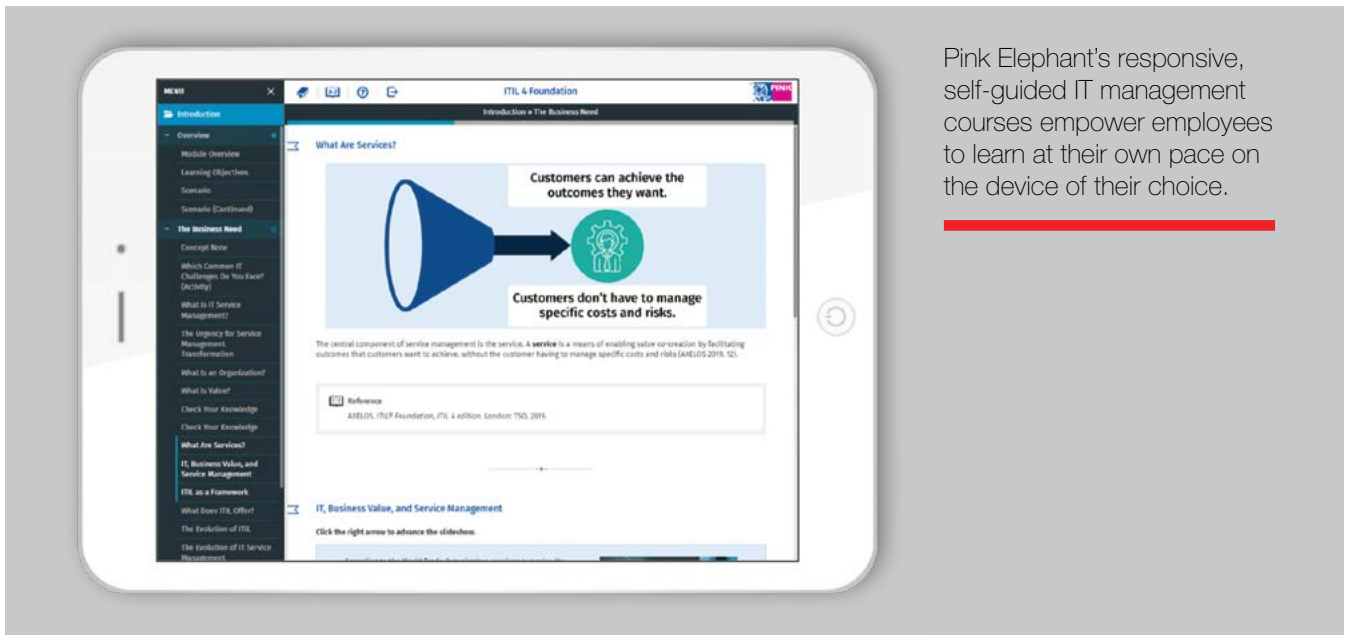 MENU
ITIL 4 Foundation
PINK
Introduction
Introduction » The Business Need
Overview
Module Overview
Learning Objectives
Scenario
Scenario (Continued)
The Business Need
Concept Note
Which Common IT
Challenges Do You Face?
(Activity)
What Is IT Service
Management?
The Urgency for Service
Management
Transformation
What Is an Organization?
What Is Value?
Check Your Knowledge
Check Your Knowledge
What Are Services?
IT, Business Value, and
Service Management
ITIL as a Framework
What Does ITIL Offer?
The Evolution of ITIL
The Evolution of IT Service
Management
What Are Services?
Customers can achieve the
outcomes they want.
Customers don't have to manage
specific costs and risks.
The central component of service management is the service. A service is a means of enabling value co-creation by facilitating
outcomes that customers want to achieve, without the customer having to manage specific costs and risks (AXELOS 2019, 12).
Reference
AXELOS, ITIL® Foundation, ITIL 4 edition. London: TSO, 2019.
IT, Business Value, and Service Management
Click the right arrow to advance the slideshow.
Pink Elephant's responsive,
self-guided IT management
courses empower employees
to learn at their own pace on
the device of their choice.